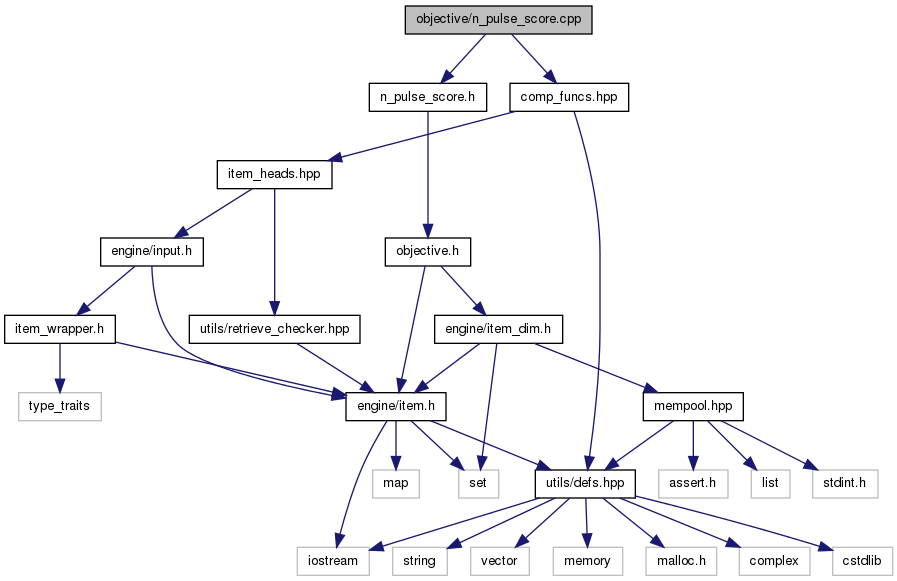 objective/n_pulse_score.cpp
n_pulse_score.h
comp_funcs.hpp
item_heads.hpp
engine/input.h
objective.h
item_wrapper.h
utils/retrieve_checker.hpp
engine/item_dim.h
type_traits
engine/item.h
mempool.hpp
map
set
utils/defs.hpp
assert.h
list
stdint.h
iostream
string
vector
memory
malloc.h
complex
cstdlib